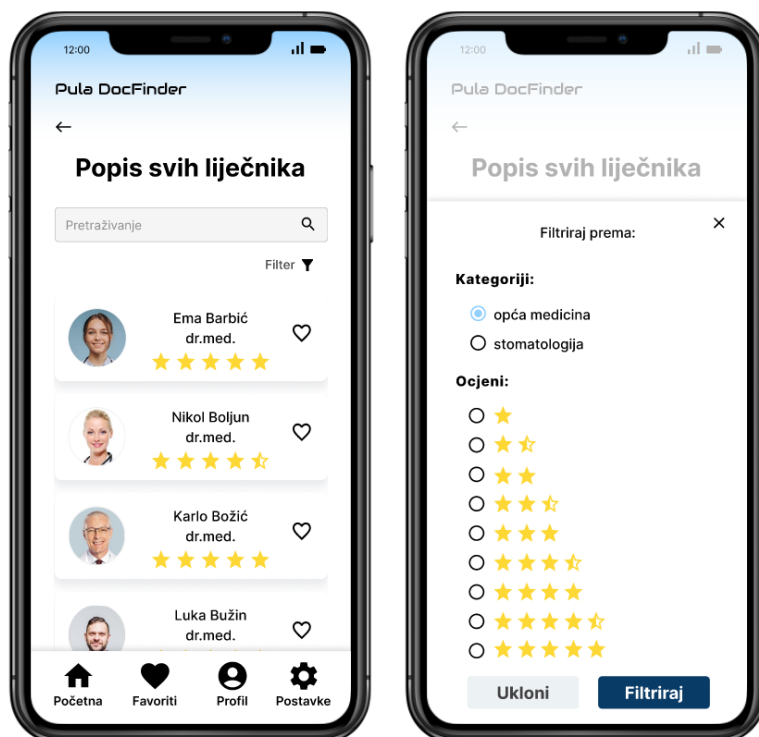 12:00
Pula DocFinder
Popis svih liječnika
Pretraživanje
Filter
Ema Barbić
dr.med.
Nikol Boljun
dr.med.
Karlo Božić
dr.med.
Luka Bužin
dr.med.
Početna Favoriti Profil Postavke
12:00
Pula DocFinder
Popis svih liječnika
Filtriraj prema:
Kategoriji:
opća medicina
stomatologija
Ocjeni:
Ukloni Filtriraj